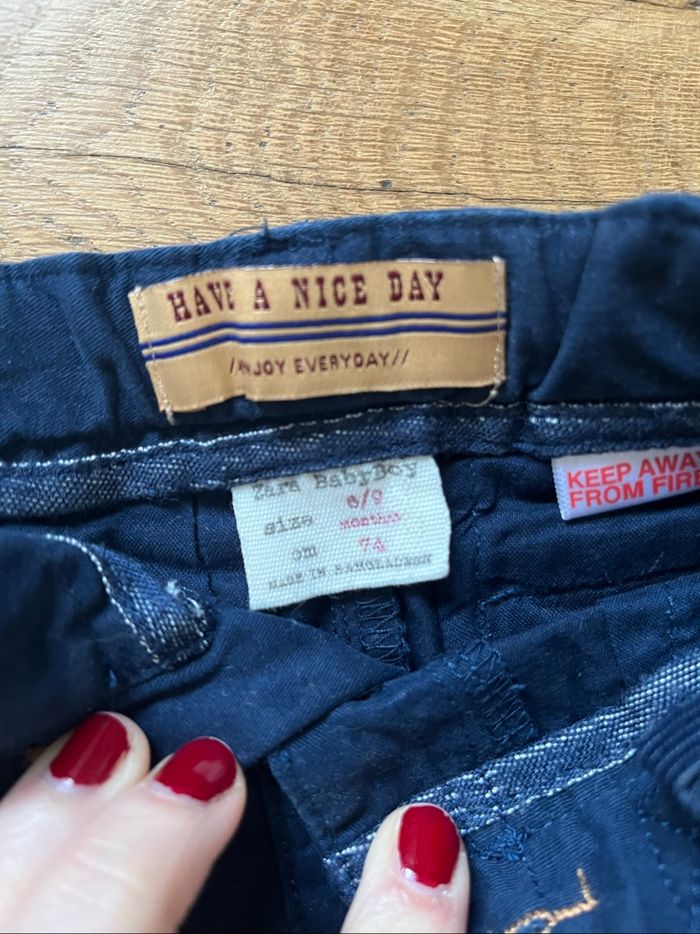 HAVE A NICE DAY
//ENJOY EVERYDAY//
Zara BabyBoy
size 6/9 months
cm 74
MADE IN BANGLADESH
KEEP AWAY
FROM FIRE